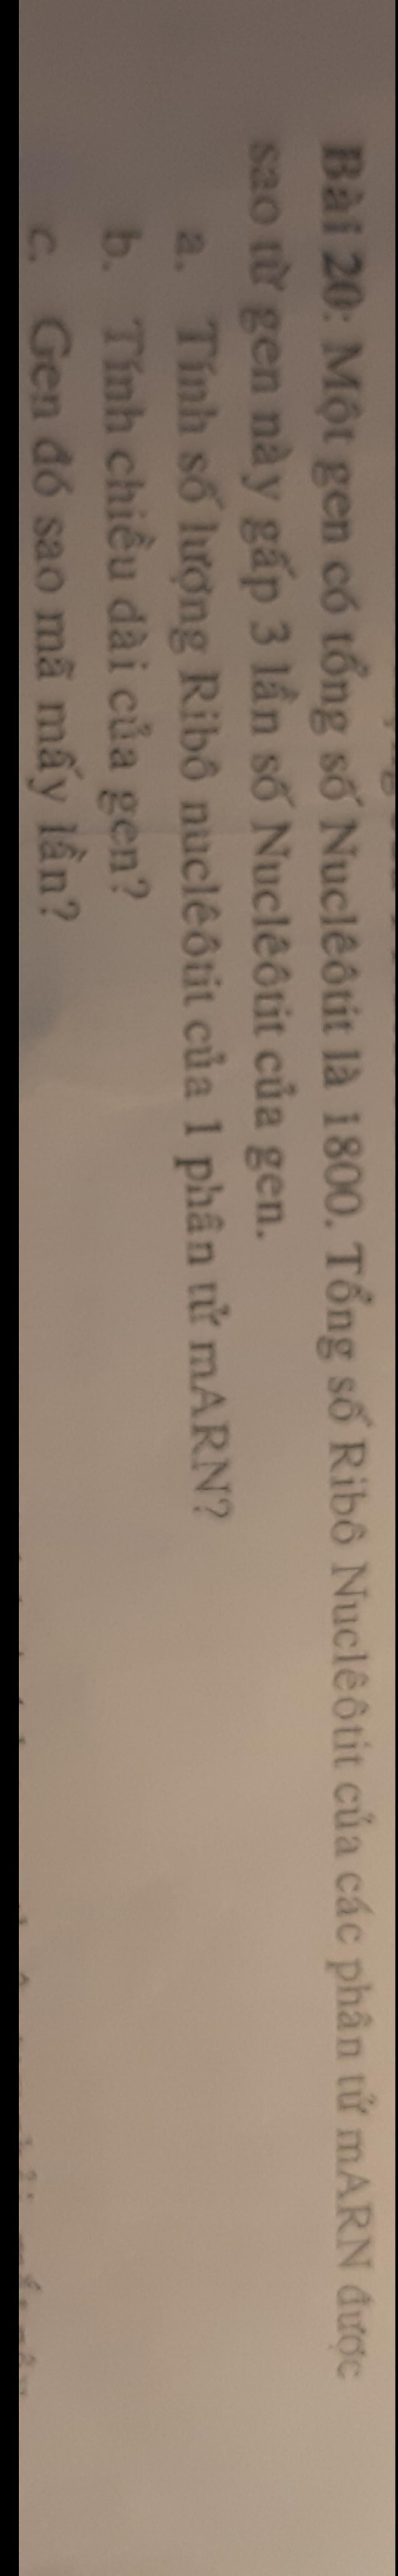 Bài 20: Một gen có tổng số Nuclêôtit là 1800. Tổng số Ribô Nuclêôtit của các phân tử mARN được
sao từ gen này gấp 3 lần số Nuclêôtit của gen.
a. Tính số lượng Ribô nuclêôtit của 1 phân tử mARN?
b. Tính chiều dài của gen?
c. Gen đó sao mã mấy lần?